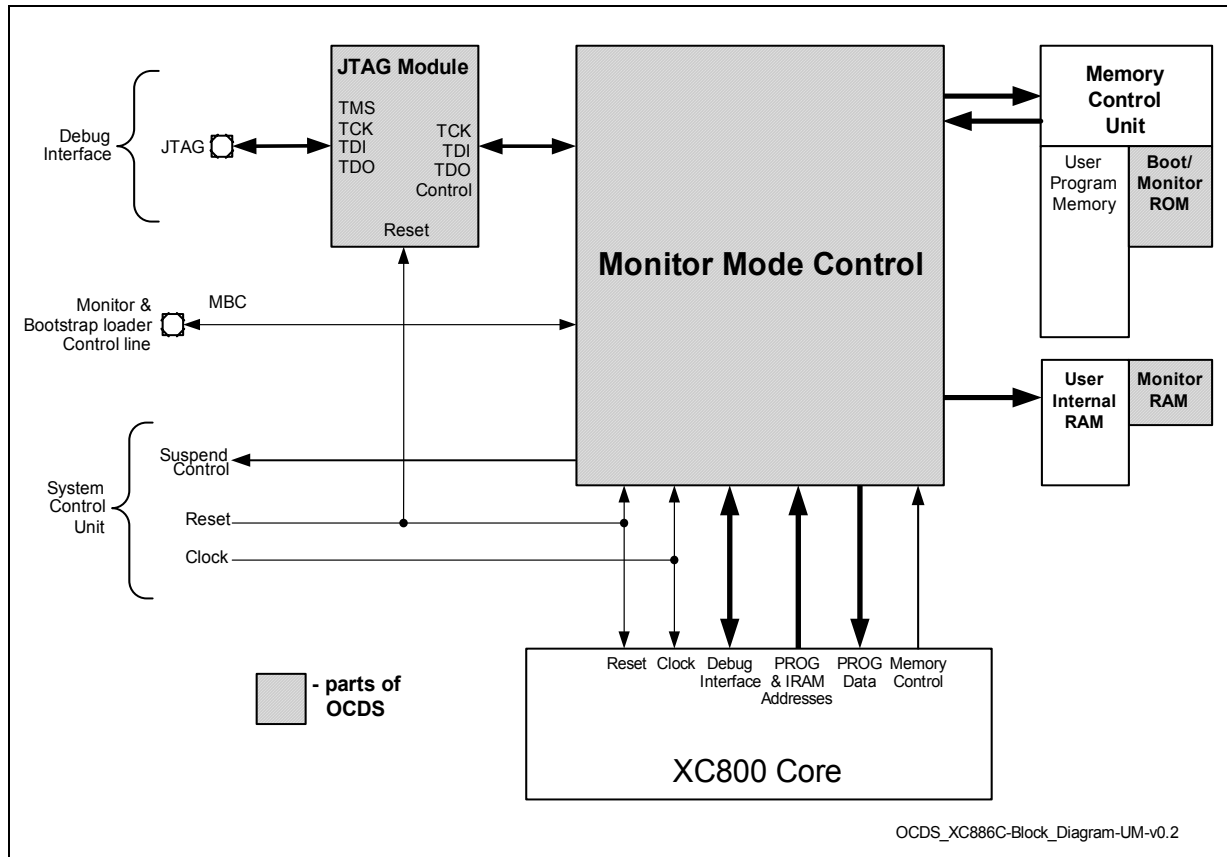 JTAG Module
TMS
TCK
TDI
TDO
TCK
TDI
TDO
Control
Reset
Debug
Interface
JTAG
Monitor Mode Control
Memory
Control
Unit
User
Program
Memory
Boot/
Monitor
ROM
Monitor &
Bootstrap loader
Control line
MBC
User
Internal
RAM
Monitor
RAM
System
Control
Unit
Suspend
Control
Reset
Clock
Reset
Clock
Debug
Interface
PROG
& IRAM
Addresses
PROG
Data
Memory
Control
XC800 Core
- parts of
OCDS
OCDS_XC886C-Block_Diagram-UM-v0.2